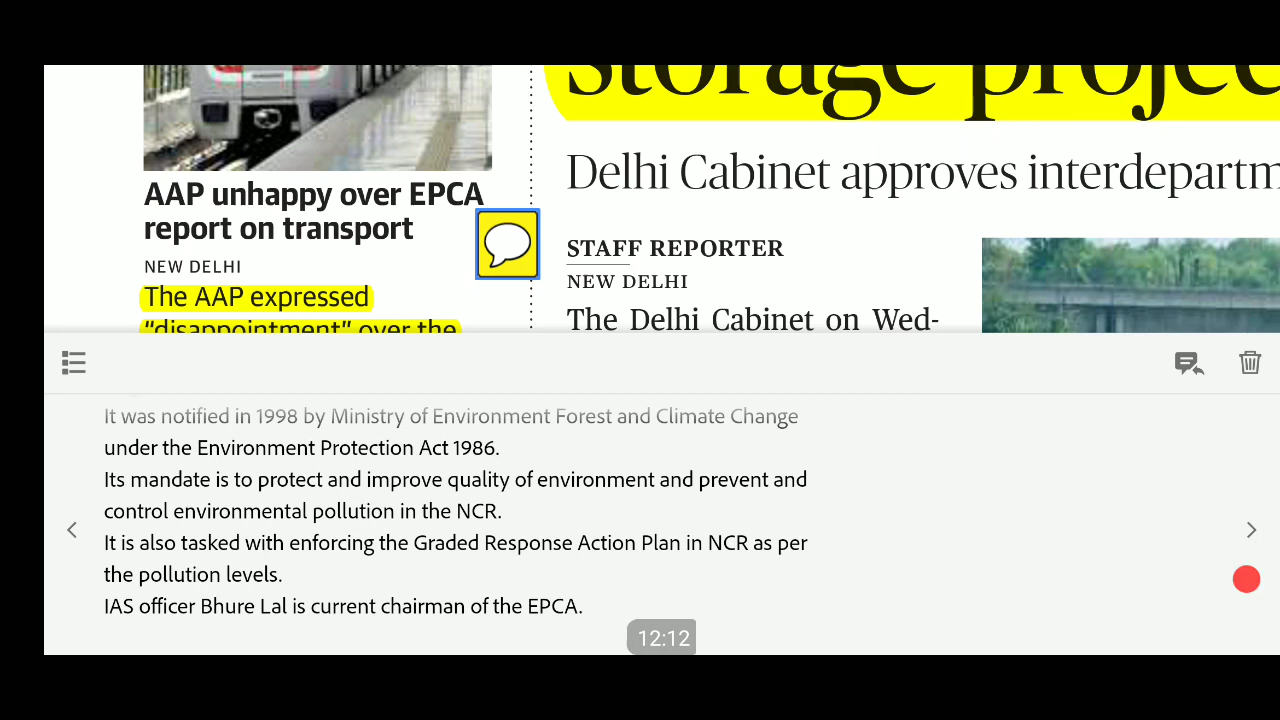 storage projec
Delhi Cabinet approves interdepartm
AAP unhappy over EPCA
report on transport
NEW DELHI
The AAP expressed
“disappointment” over the
STAFF REPORTER
NEW DELHI
The Delhi Cabinet on Wed-
It was notified in 1998 by Ministry of Environment Forest and Climate Change
under the Environment Protection Act 1986.
Its mandate is to protect and improve quality of environment and prevent and
control environmental pollution in the NCR.
It is also tasked with enforcing the Graded Response Action Plan in NCR as per
the pollution levels.
IAS officer Bhure Lal is current chairman of the EPCA.
12:12